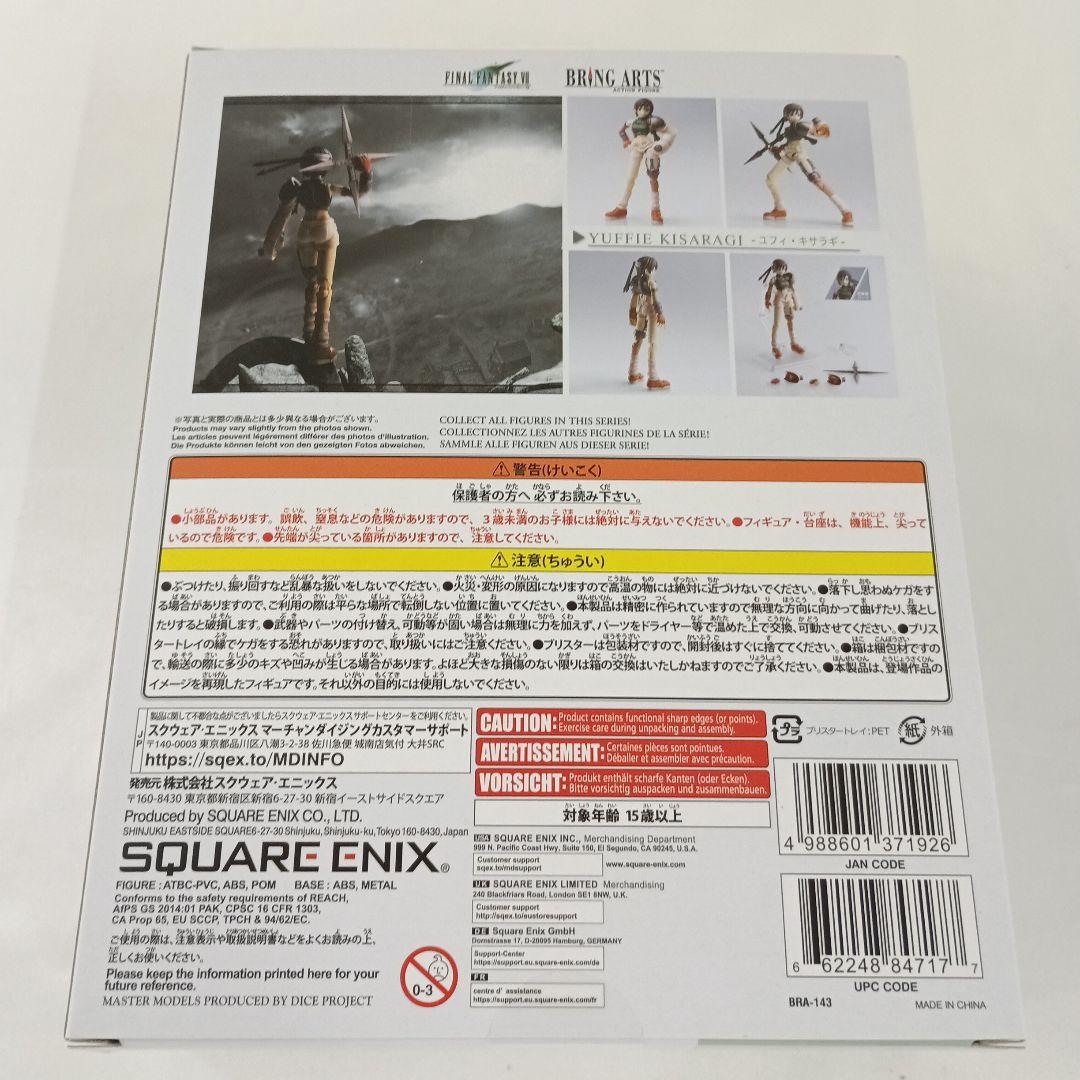 FINAL FANTASY VII
BRING ARTS™
ACTION FIGURE
YUFFIE KISARAGI -ユフィ・キサラギ-
※写真と実際の商品とは多少異なる場合がございます。
Products may vary slightly from the photos shown.
Les articles peuvent légèrement différer des photos d'illustration.
Die Produkte können leicht von den gezeigten Fotos abweichen.
COLLECT ALL FIGURES IN THIS SERIES!
COLLECTIONNEZ LES AUTRES FIGURINES DE LA SÉRIE!
SAMMLE ALLE FIGUREN AUS DIESER SERIE!
⚠警告(けいこく)
保護者の方へ 必ずお読み下さい。
●小部品があります。誤飲、窒息などの危険がありますので、3歳未満のお子様には絶対に与えないでください。●フィギュア・台座は、機能上、尖って
いるので危険です。●先端が尖っている箇所がありますので、注意してください。
⚠注意(ちゅうい)
●ぶつけたり、振り回すなど乱暴な扱いをしないでください。●火災・変形の原因になりますので高温の物には絶対に近づけないでください。●落下し思わぬケガをす
る場合がありますので、ご利用の際は平らな場所で転倒しない位置に置いてください。●本製品は精密に作られていますので無理な方向に向かって曲げたり、落とし
たりすると破損します。●武器やパーツの付け替え、可動等が固い場合は無理に力を加えず、パーツをドライヤー等で温めた上で交換、可動させてください。●ブリス
タートレイの縁でケガをする恐れがありますので、取り扱いにはご注意ください。●ブリスターは包装材ですので、開封後はすぐに捨ててください。●箱は梱包材ですの
で、輸送の際に多少のキズや凹みが生じる場合があります。よほど大きな損傷のない限りは箱の交換はいたしかねますのでご了承ください。●本製品は、登場作品の
イメージを再現したフィギュアです。それ以外の目的には使用しないでください。
JP
製品に関して不都合な点がございましたらスクウェア・エニックスサポートセンターをご利用ください。
スクウェア・エニックス マーチャンダイジングカスタマーサポート
〒140-0003 東京都品川区八潮3-2-38 佐川急便 城南店気付 大井SRC
https://sqex.to/MDINFO
発売元 株式会社スクウェア・エニックス
〒160-8430 東京都新宿区新宿6-27-30 新宿イーストサイドスクエア
Produced by SQUARE ENIX CO., LTD.
SHINJUKU EASTSIDE SQUARE6-27-30 Shinjuku, Shinjuku-ku, Tokyo 160-8430, Japan
SQUARE ENIX®
FIGURE : ATBC-PVC, ABS, POM BASE : ABS, METAL
Conforms to the safety requirements of REACH,
AfPS GS 2014:01 PAK, CPSC 16 CFR 1303,
CA Prop 65, EU SCCP, TPCH & 94/62/EC.
ご使用の際は、注意表示や取扱説明書などをよくお読みの上、
正しくお使いください。
Please keep the information printed here for your
future reference.
MASTER MODELS PRODUCED BY DICE PROJECT
0-3
CAUTION: Product contains functional sharp edges (or points).
Exercise care during unpacking and assembly.
AVERTISSEMENT: Certaines pièces sont pointues.
Déballer et assembler avec précaution.
VORSICHT: Produkt enthält scharfe Kanten (oder Ecken).
Bitte vorsichtig auspacken und zusammenbauen.
対象年齢 15歳以上
USA SQUARE ENIX INC., Merchandising Department
999 N. Pacific Coast Hwy, Suite 150, El Segundo, CA 90245, U.S.A.
Customer support
sqex.to/mdsupport
www.square-enix.com
UK SQUARE ENIX LIMITED Merchandising
240 Blackfriars Road, London SE1 8NW, U.K.
Customer support
http://sqex.to/eustoresupport
DE Square Enix GmbH
Domstrasse 17, D-20095 Hamburg, GERMANY
Support-Center
https://support.eu.square-enix.com/de
FR
centre d' assistance
https://support.eu.square-enix.com/fr
プラ ブリスタートレイ:PET
紙 外箱
4 988601 371926
JAN CODE
6 62248 84717 7
UPC CODE
BRA-143
MADE IN CHINA